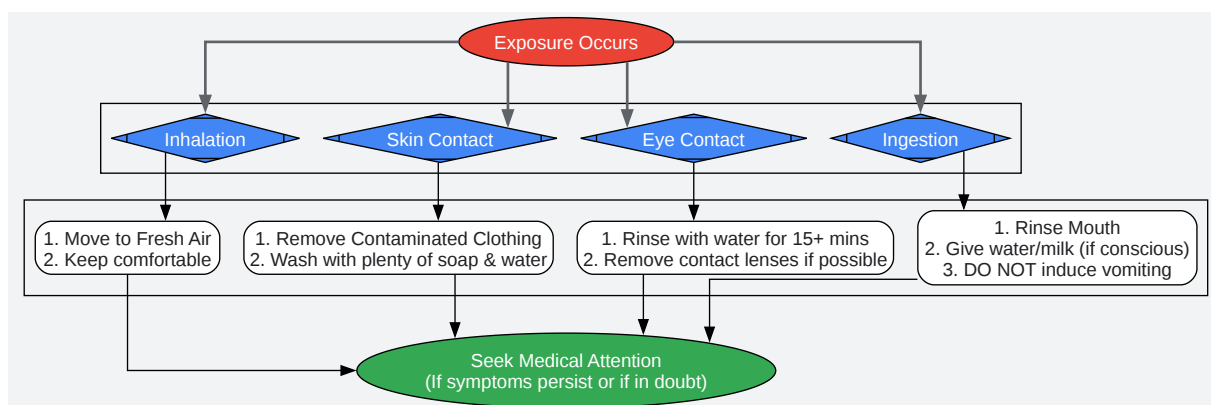 Exposure Occurs
Inhalation
Skin Contact
Eye Contact
Ingestion
1. Move to Fresh Air
2. Keep comfortable
1. Remove Contaminated Clothing
2. Wash with plenty of soap & water
1. Rinse with water for 15+ mins
2. Remove contact lenses if possible
1. Rinse Mouth
2. Give water/milk (if conscious)
3. DO NOT induce vomiting
Seek Medical Attention
(If symptoms persist or if in doubt)